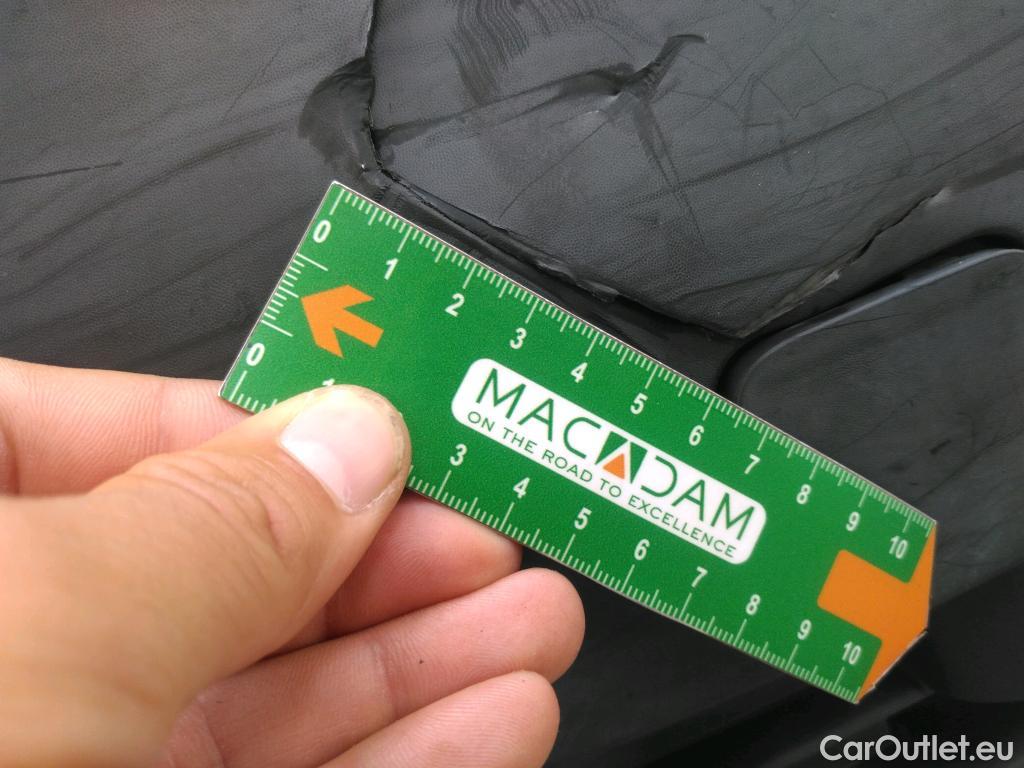 0 1 2 3 4 5 6 7 8 9 10
MACADAM
ON THE ROAD TO EXCELLENCE
0 1 3 4 5 6 7 8 9 10
CarOutlet.eu